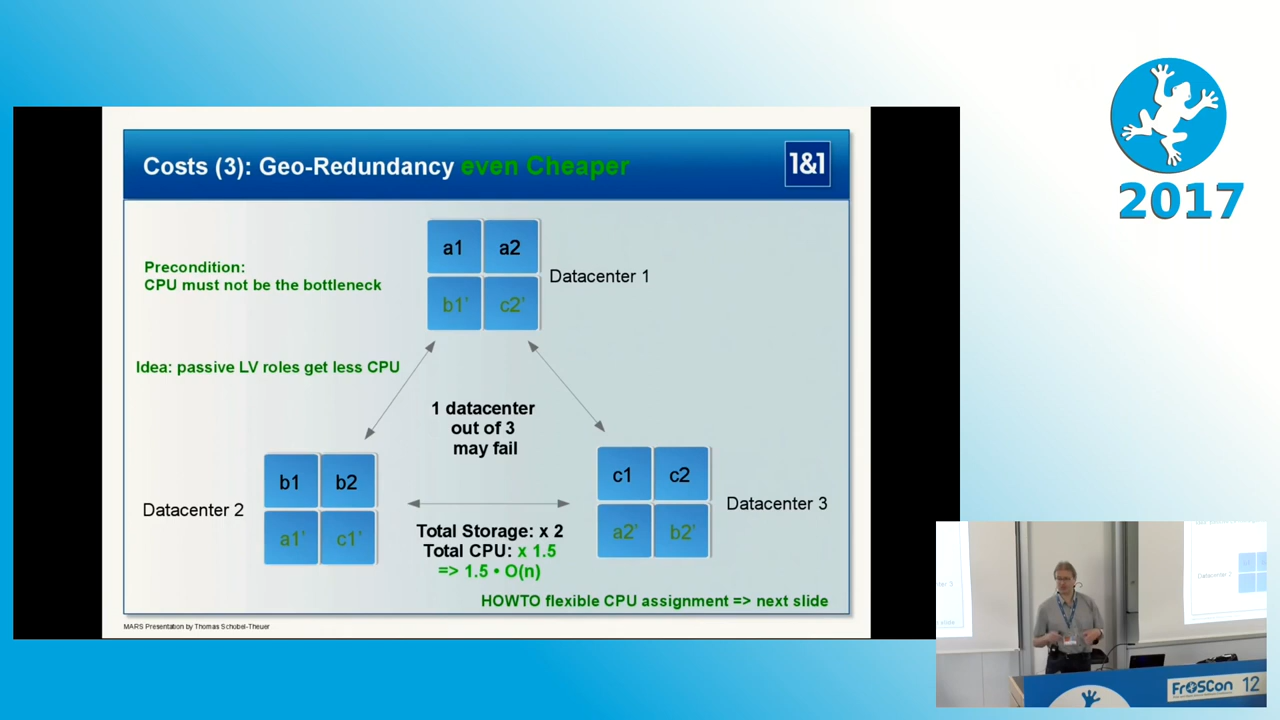 Costs (3): Geo-Redundancy even Cheaper
1&1
Precondition:
CPU must not be the bottleneck
a1 a2
b1' c2'
Datacenter 1
Idea: passive LV roles get less CPU
1 datacenter
out of 3
may fail
Datacenter 2
b1 b2
a1' c1'
c1 c2
a2' b2'
Datacenter 3
Total Storage: x 2
Total CPU: x 1.5
=> 1.5 • O(n)
HOWTO flexible CPU assignment => next slide
MARS Presentation by Thomas Schöbel-Theuer
2017
FrOSCon 12